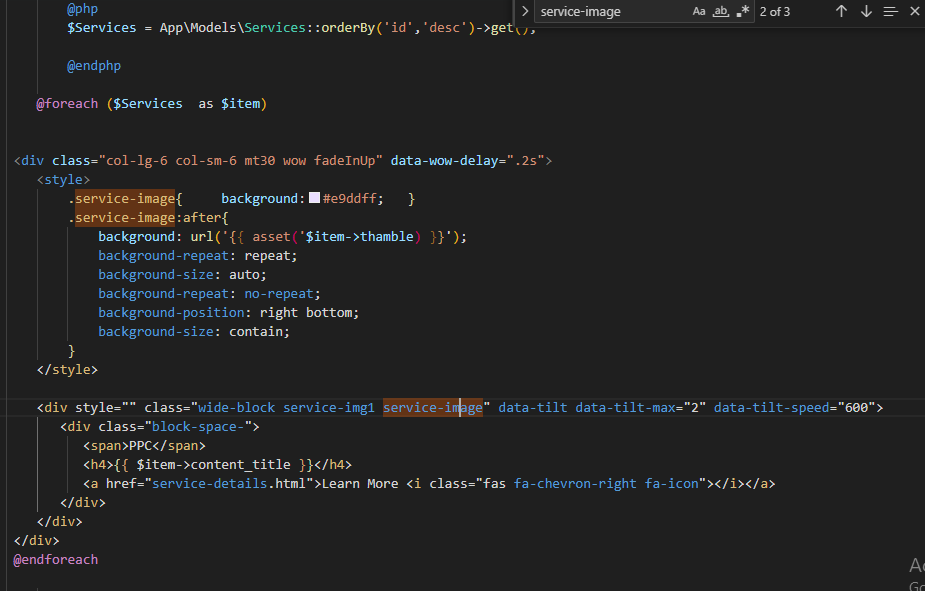 @php
service-image Aa ab .* 2 of 3
$Services = App\Models\Services::orderBy('id','desc')->get();
@endphp
@foreach ($Services  as $item)
<div class="col-lg-6 col-sm-6 mt30 wow fadeInUp" data-wow-delay=".2s">
<style>
.service-image{     background: #e9ddff;   }
.service-image:after{
background: url('{{ asset('$item->thamble) }}');
background-repeat: repeat;
background-size: auto;
background-repeat: no-repeat;
background-position: right bottom;
background-size: contain;
}
</style>
<div style="" class="wide-block service-img1 service-image" data-tilt data-tilt-max="2" data-tilt-speed="600">
<div class="block-space-">
<span>PPC</span>
<h4>{{ $item->content_title }}</h4>
<a href="service-details.html">Learn More <i class="fas fa-chevron-right fa-icon"></i></a>
</div>
</div>
</div>
@endforeach